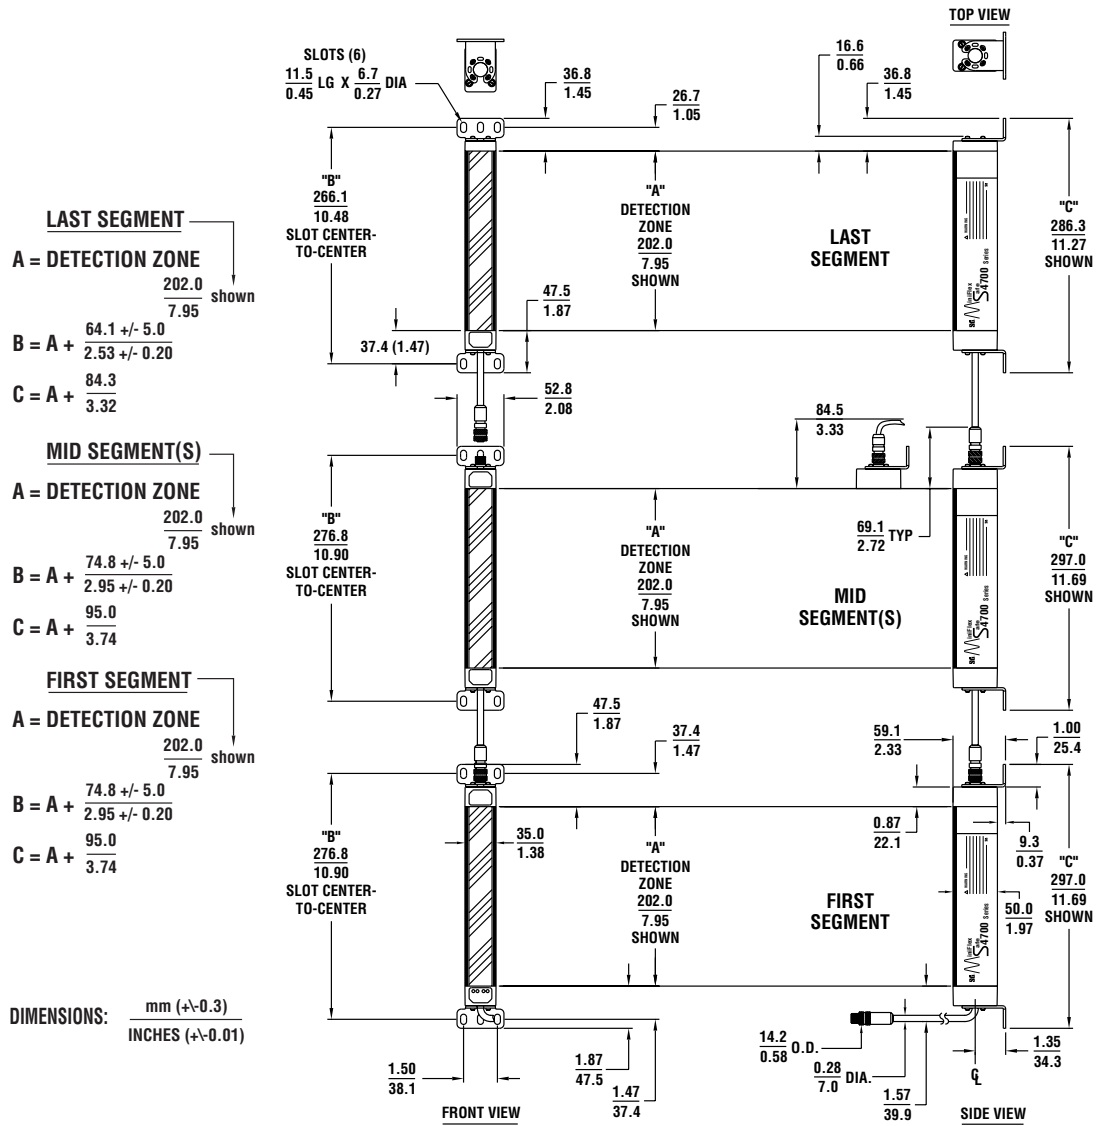 TOP VIEW
SLOTS (6)
11.5
0.45
LG X
6.7
0.27
DIA
36.8
1.45
26.7
1.05
16.6
0.66
36.8
1.45
"B"
266.1
10.48
SLOT CENTER-
TO-CENTER
"A"
DETECTION
ZONE
202.0
7.95
SHOWN
LAST
SEGMENT
"C"
286.3
11.27
SHOWN
S4700 Series
47.5
1.87
37.4 (1.47)
52.8
2.08
LAST SEGMENT
A = DETECTION ZONE
202.0
7.95
shown
B = A +
64.1 +/- 5.0
2.53 +/- 0.20
C = A +
84.3
3.32
84.5
3.33
69.1
2.72
TYP
MID SEGMENT(S)
A = DETECTION ZONE
202.0
7.95
shown
B = A +
74.8 +/- 5.0
2.95 +/- 0.20
C = A +
95.0
3.74
"B"
276.8
10.90
SLOT CENTER-
TO-CENTER
"A"
DETECTION
ZONE
202.0
7.95
SHOWN
MID
SEGMENT(S)
"C"
297.0
11.69
SHOWN
S4700 Series
FIRST SEGMENT
A = DETECTION ZONE
202.0
7.95
shown
B = A +
74.8 +/- 5.0
2.95 +/- 0.20
C = A +
95.0
3.74
47.5
1.87
37.4
1.47
59.1
2.33
1.00
25.4
"B"
276.8
10.90
SLOT CENTER-
TO-CENTER
35.0
1.38
"A"
DETECTION
ZONE
202.0
7.95
SHOWN
0.87
22.1
9.3
0.37
FIRST
SEGMENT
50.0
1.97
"C"
297.0
11.69
SHOWN
S4700 Series
DIMENSIONS:
mm (+\-0.3)
INCHES (+\-0.01)
1.50
38.1
1.87
47.5
1.47
37.4
14.2
0.58
O.D.
0.28
7.0
DIA.
1.57
39.9
1.35
34.3
CL
FRONT VIEW
SIDE VIEW